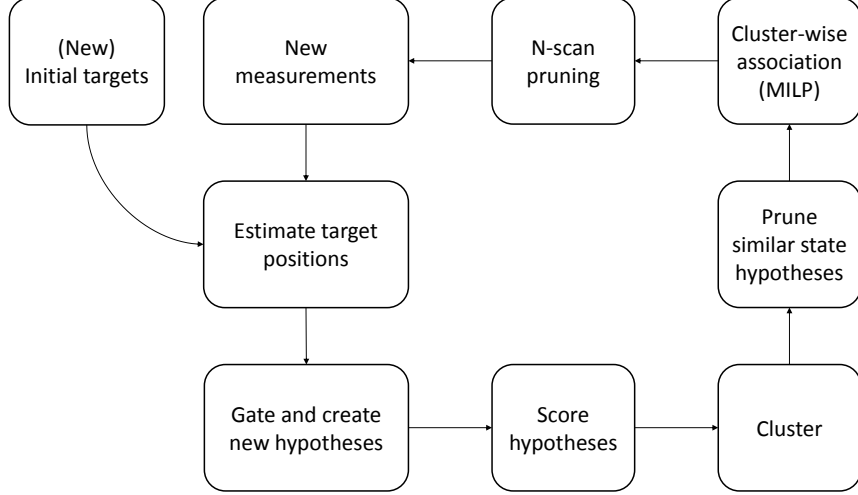 (New)
Initial targets
New
measurements
N-scan
pruning
Cluster-wise
association
(MILP)
Estimate target
positions
Prune
similar state
hypotheses
Gate and create
new hypotheses
Score
hypotheses
Cluster